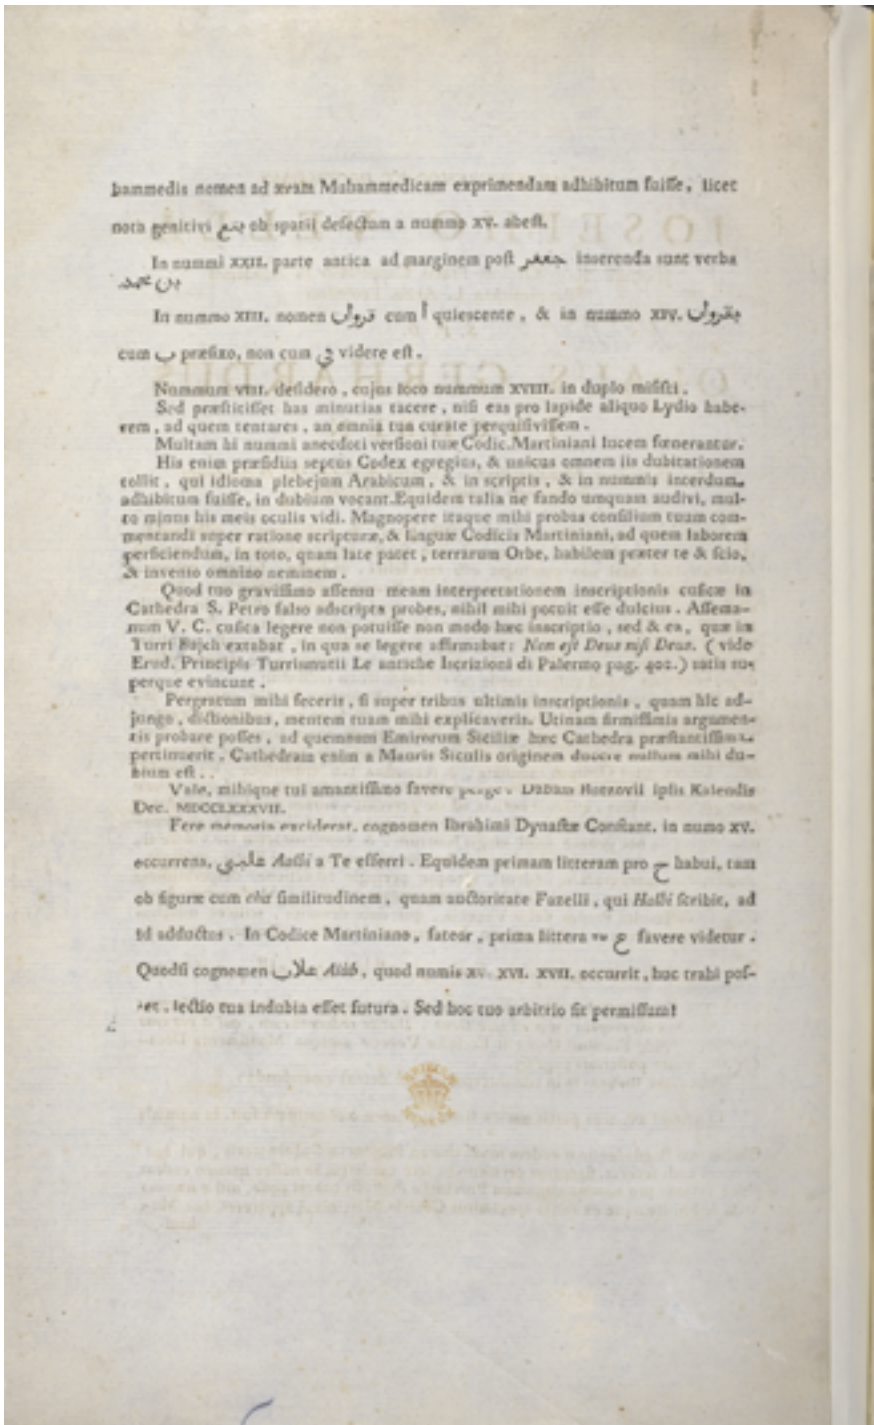 hammedis nomen ad æram Mahammedicam exprimendam adhibitum fuiſſe, licet
nota genitivi ob ſpatii defectum a nummo XV. abeſt.
In nummi XXII. parte antica ad marginem poſt جعفر inserenda ſunt verba
بن محمد
In nummo XIII. nomen قرولن cum أ quieſcente, & in nummo XIV. بقرولن
cum ب præfixo, non cum في videre eſt.
Nummum VIII. deſidero, cujus loco nummum XVIII. in duplo miſiſti.
Sed præſtitiſſet has minutias tacere, niſi eas pro lapide aliquo Lydio habe-
rem, ad quem tentares, an omnia tua curate perquiſiviſſem.
Multam hi nummi anecdoti verſioni tuæ Codic. Martiniani lucem fœnerantur.
His enim præſidiis ſeptus Codex egregius, & unicus omnem iis dubitationem
tollit, qui idioma plebejum Arabicum, & in ſcriptis, & in nummis interdum,
adhibitum fuiſſe, in dubium vocant. Equidem talia ne fando umquam audivi, mul-
to minus his meis oculis vidi. Magnopere itaque mihi probas conſilium tuum com-
mentandi ſuper ratione ſcripturæ, & linguæ Codicis Martiniani, ad quem laborem
perficiendum, in toto, quam late patet, terrarum Orbe, habilem præter te & ſcio,
& invenio omnino neminem.
Quod tuo graviſſimo aſſenſu meam interpretationem inſcriptionis cuficæ in
Cathedra S. Petro falſo adſcripta probes, nihil mihi potuit eſſe dulcius. Aſſema-
num V. C. cufica legere non potuiſſe non modo hæc inſcriptio, ſed & ea, quæ in
Turri Baich extabat, in qua ſe legere affirmabat: Non eſt Deus niſi Deus. (vide
Erud. Principis Turrismutii Le antiche Iscrizioni di Palermo pag. 402.) ſatis ſu-
perque evincunt.
Pergratum mihi feceris, ſi ſuper tribus ultimis inscriptionis, quam hic ad-
jungo, dictionibus, mentem tuam mihi explicaveris. Utinam firmiſſimis argumen-
tis probare poſſes, ad quemnam Emirorum Siciliæ hæc Cathedra præſtantiſſima
pertinuerit. Cathedram enim a Mauris Siculis originem ducere nullum mihi du-
bium eſt..
Vale, mihique tui amantiſſimo favere perge. Dabam Rotzovii ipſis Kalendis
Dec. MDCCLXXXVII.
Fere memoria exciderat, cognomen Ibrahimi Dynaſtæ Conſtant. in numo XV.
occurrens, Aaſbi a Te efferri. Equidem primam litteram pro ح habui, tam
ob figuræ cum cha ſimilitudinem, quam auctoritate Fazelli, qui Haſbi ſcribit, ad
id adductus. In Codice Martiniano, fateor, prima littera ع favere videtur.
Quodſi cognomen علاب Aláb, quod numis XV. XVI. XVII. occurrit, huc trahi poſ-
ſet, lectio tua indubia eſſet futura. Sed hoc tuo arbitrio ſit permiſſum!